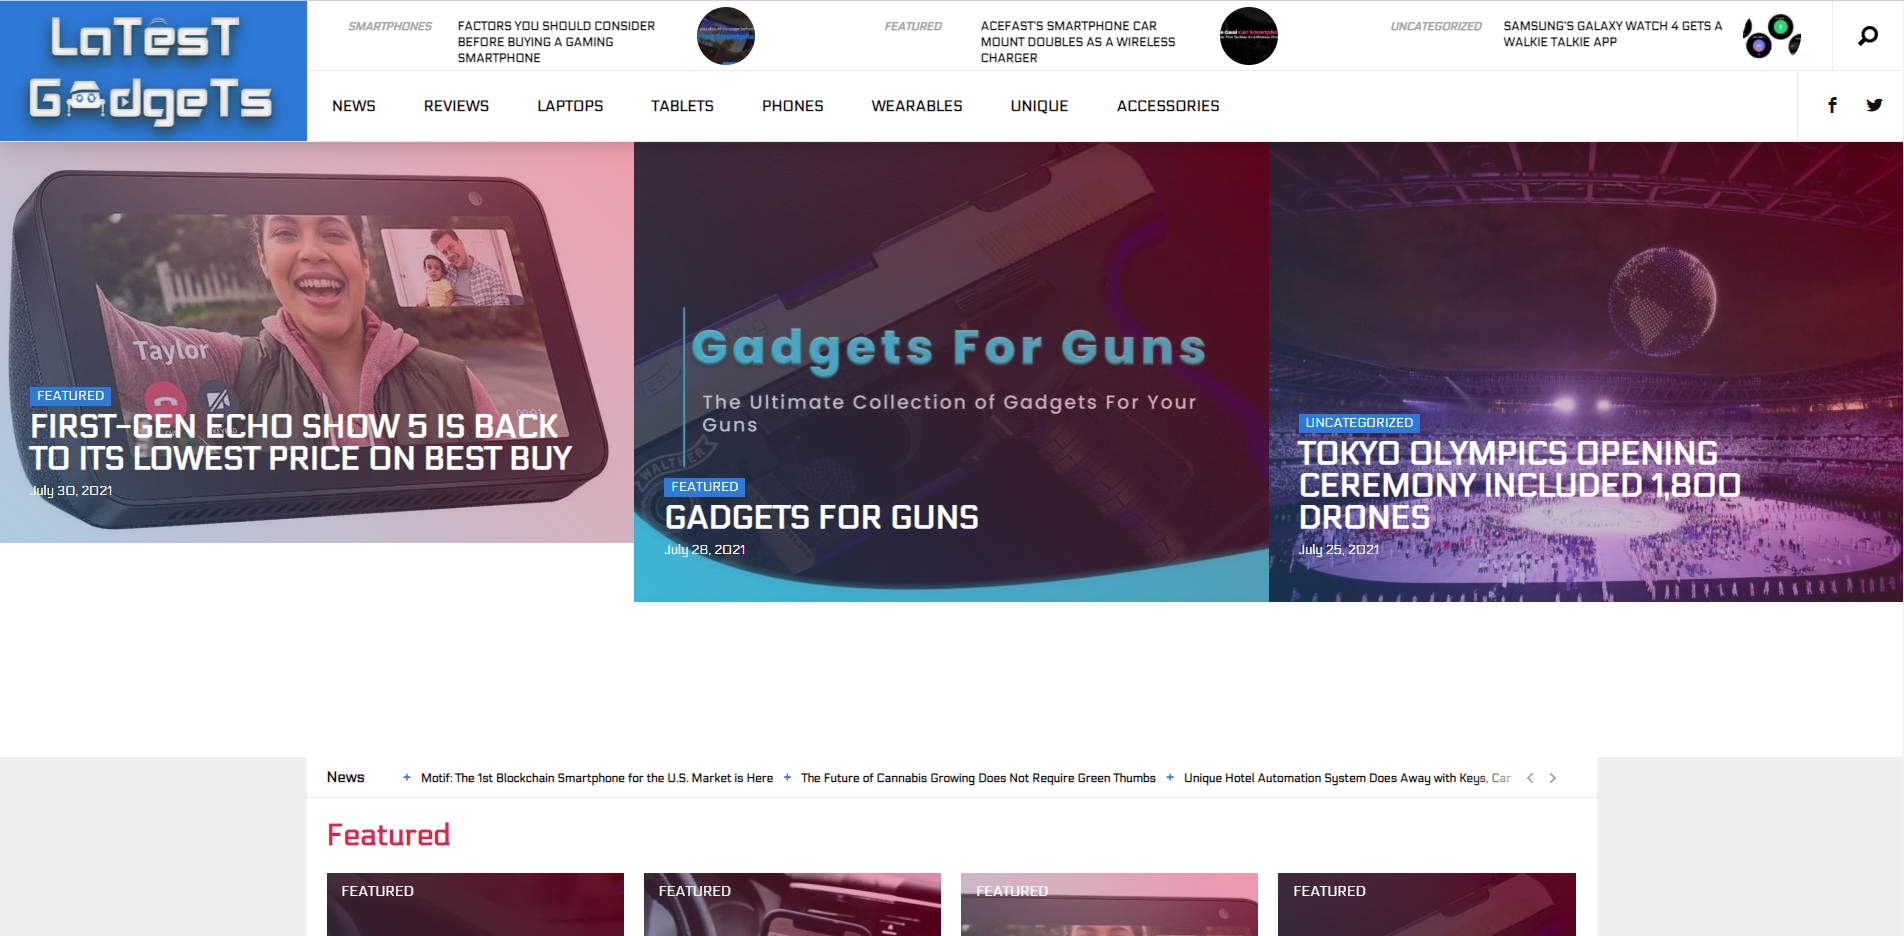 LaTesT
GadgeTs
SMARTPHONES
FACTORS YOU SHOULD CONSIDER
BEFORE BUYING A GAMING
SMARTPHONE
FEATURED
ACEFAST'S SMARTPHONE CAR
MOUNT DOUBLES AS A WIRELESS
CHARGER
UNCATEGORIZED
SAMSUNG'S GALAXY WATCH 4 GETS A
WALKIE TALKIE APP
NEWS REVIEWS LAPTOPS TABLETS PHONES WEARABLES UNIQUE ACCESSORIES
Taylor
FEATURED
FIRST-GEN ECHO SHOW 5 IS BACK
TO ITS LOWEST PRICE ON BEST BUY
July 30, 2021
Gadgets For Guns
The Ultimate Collection of Gadgets For Your
Guns
WALTHER
FEATURED
GADGETS FOR GUNS
July 28, 2021
UNCATEGORIZED
TOKYO OLYMPICS OPENING
CEREMONY INCLUDED 1,800
DRONES
July 25, 2021
News + Motif: The 1st Blockchain Smartphone for the U.S. Market is Here + The Future of Cannabis Growing Does Not Require Green Thumbs + Unique Hotel Automation System Does Away with Keys, Car
Featured
FEATURED FEATURED FEATURED FEATURED